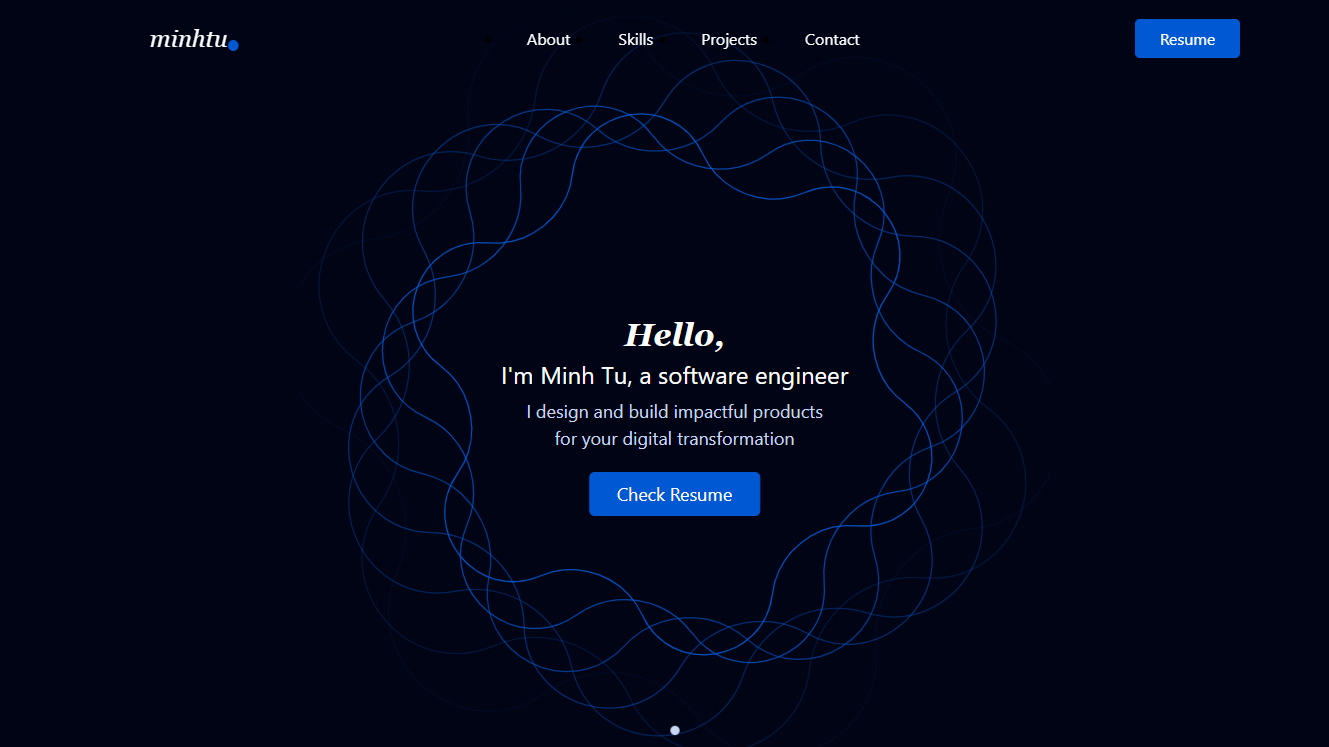 minhtu
About Skills Projects Contact
Resume
Hello,
I'm Minh Tu, a software engineer
I design and build impactful products
for your digital transformation
Check Resume